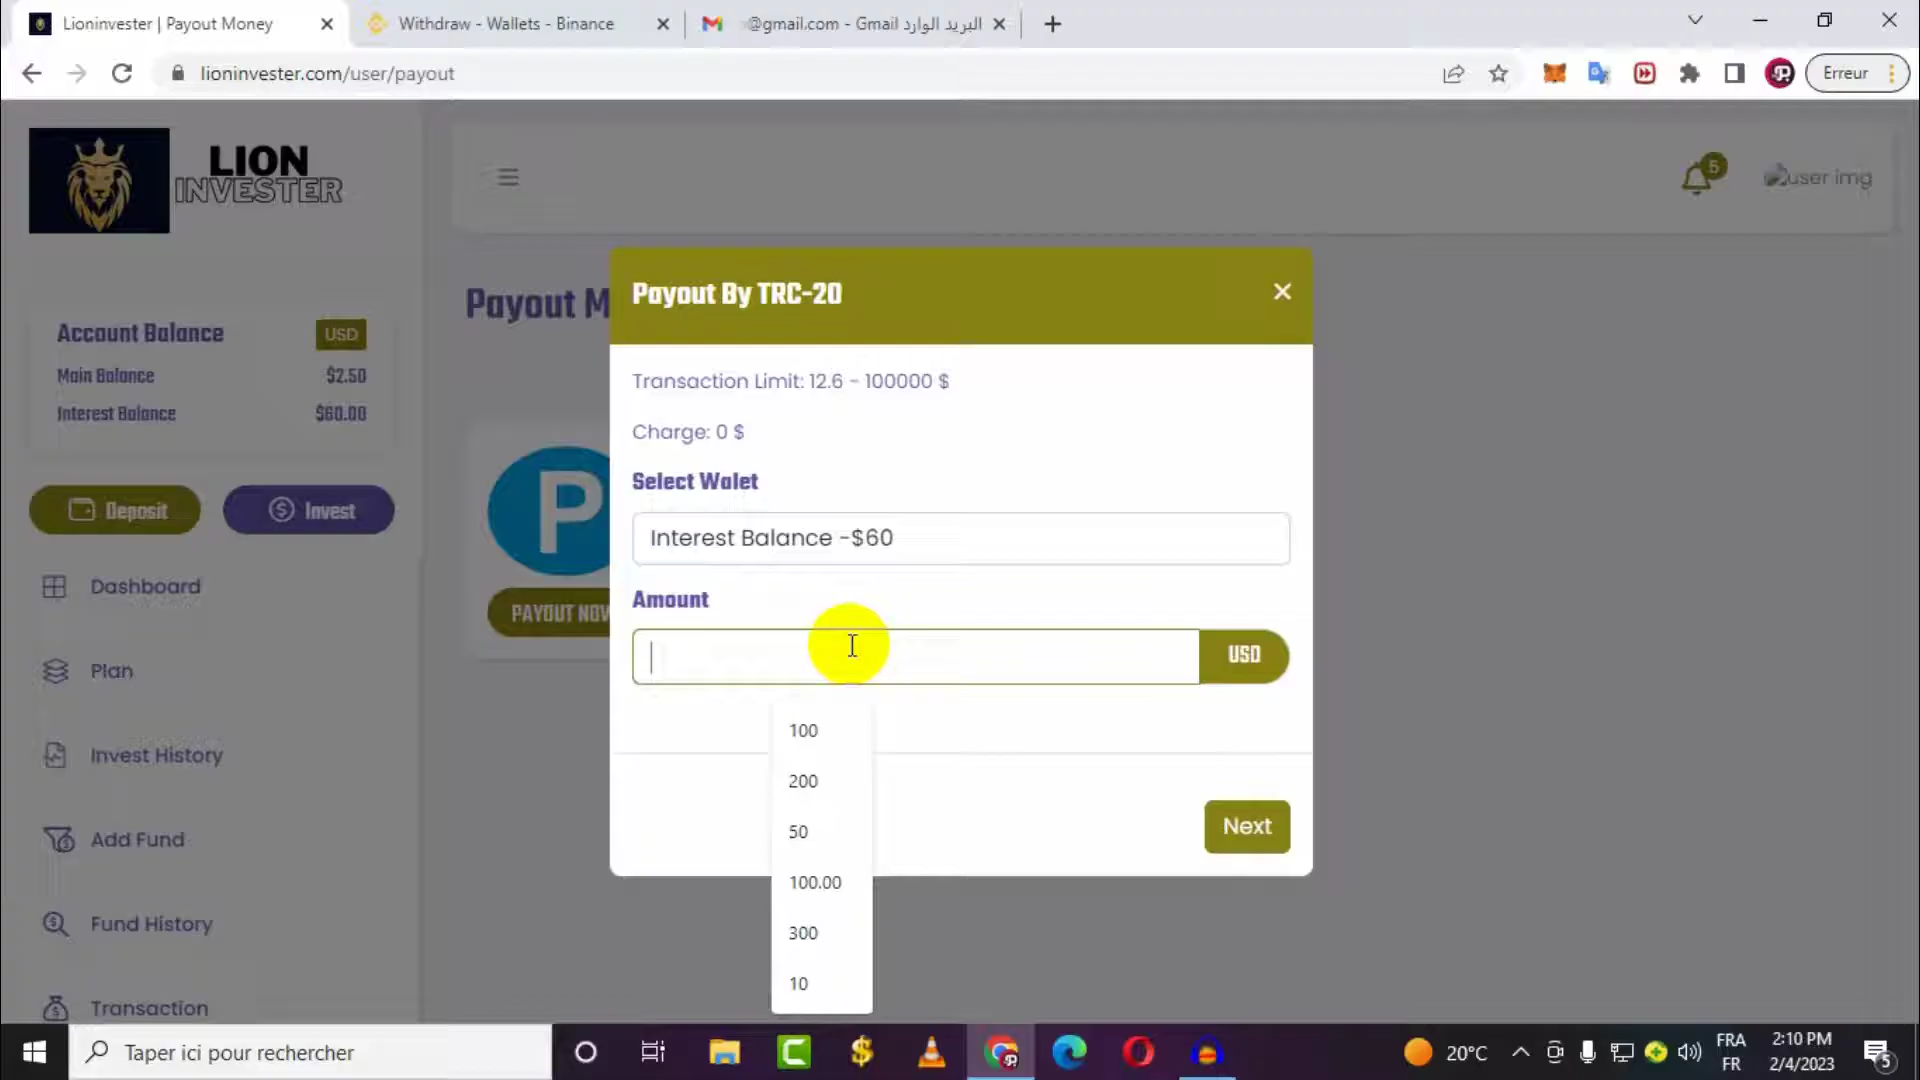 Lioninvester | Payout Money
Withdraw - Wallets - Binance
@gmail.com - Gmail البريد الوارد
lioninvester.com/user/payout
Erreur
LION
INVESTER
5
user img
Payout M
Account Balance
USD
Main Balance
$2.50
Interest Balance
$60.00
Deposit
Invest
Dashboard
Plan
Invest History
Add Fund
Fund History
Transaction
P
PAYOUT NOW
Payout By TRC-20
Transaction Limit: 12.6 - 100000 $
Charge: 0 $
Select Walet
Interest Balance -$60
Amount
USD
100
200
50
100.00
300
10
Next
Taper ici pour rechercher
20°C
FRA
FR
2:10 PM
2/4/2023
5